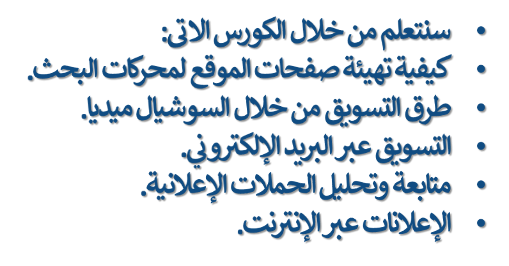 • سنتعلم من خلال الكورس الاتى:
• كيفية تهيئة صفحات الموقع لمحركات البحث.
• طرق التسويق من خلال السوشيال ميديا.
• التسويق عبر البريد الإلكتروني.
• متابعة وتحليل الحملات الإعلانية.
• الإعلانات عبر الإنترنت.